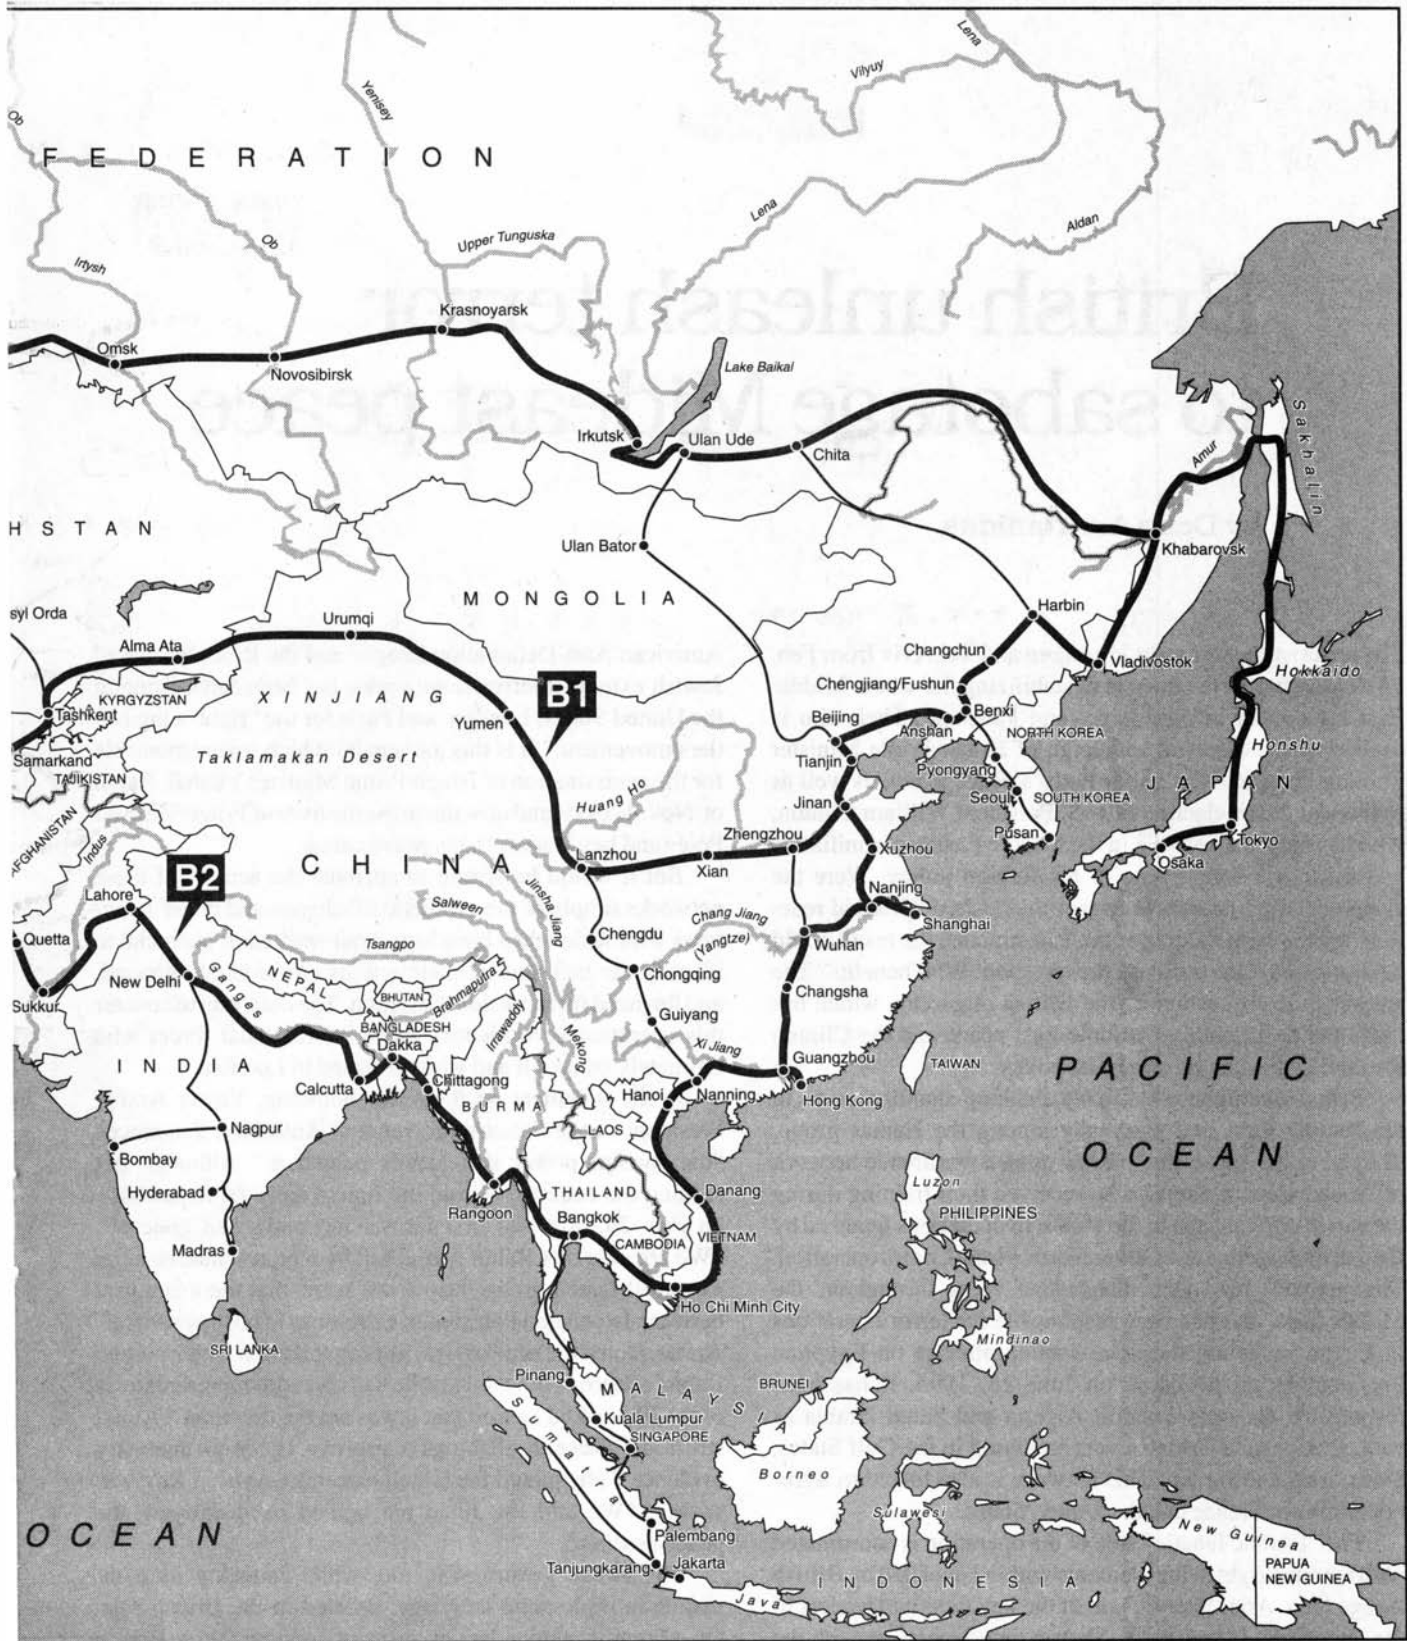 Lena
Vilyuy
Yenisey
Ob
FEDERATION
Lena
Aldan
Ob
Upper Tunguska
Irtysh
Krasnoyarsk
Omsk
Novosibirsk
Lake Baikal
Irkutsk
Ulan Ude
Chita
Sakhalin
Amur
HSTAN
Ulan Bator
Khabarovsk
MONGOLIA
syl Orda
Urumqi
Harbin
Alma Ata
Changchun
Vladivostok
Hokkaido
Chengjiang/Fushun
XINJIANG
B1
KYRGYZSTAN
Tashkent
Yumen
Beijing
Benxi
Anshan
Honshu
Samarkand
TAJIKISTAN
Taklamakan Desert
Tianjin
NORTH KOREA
Pyongyang
JAPAN
Huang Ho
Jinan
Seoul
SOUTH KOREA
AFGHANISTAN
Indus
Zhengzhou
Pusan
Tokyo
Osaka
CHINA
Lanzhou
Xian
Xuzhou
B2
Jinsha Jiang
Lahore
Salween
Nanjing
Chang Jiang
(Yangtze)
Shanghai
Quetta
Tsangpo
Chengdu
Wuhan
New Delhi
Ganges
NEPAL
Chongqing
Sukkur
BHUTAN
Brahmaputra
Changsha
BANGLADESH
Irrawaddy
Guiyang
Dakka
Mekong
Xi Jiang
INDIA
Guangzhou
TAIWAN
PACIFIC
OCEAN
Calcutta
Chittagong
Hanoi
Nanning
Hong Kong
BURMA
Nagpur
LAOS
Bombay
Luzon
Hyderabad
THAILAND
Danang
PHILIPPINES
Rangoon
Bangkok
Madras
CAMBODIA
VIETNAM
Ho Chi Minh City
SRI LANKA
Mindinao
Pinang
MALAYSIA
BRUNEI
Kuala Lumpur
SINGAPORE
Sumatra
Borneo
Sulawesi
OCEAN
Palembang
New Guinea
Tanjungkarang
Jakarta
INDONESIA
PAPUA
NEW GUINEA
Java